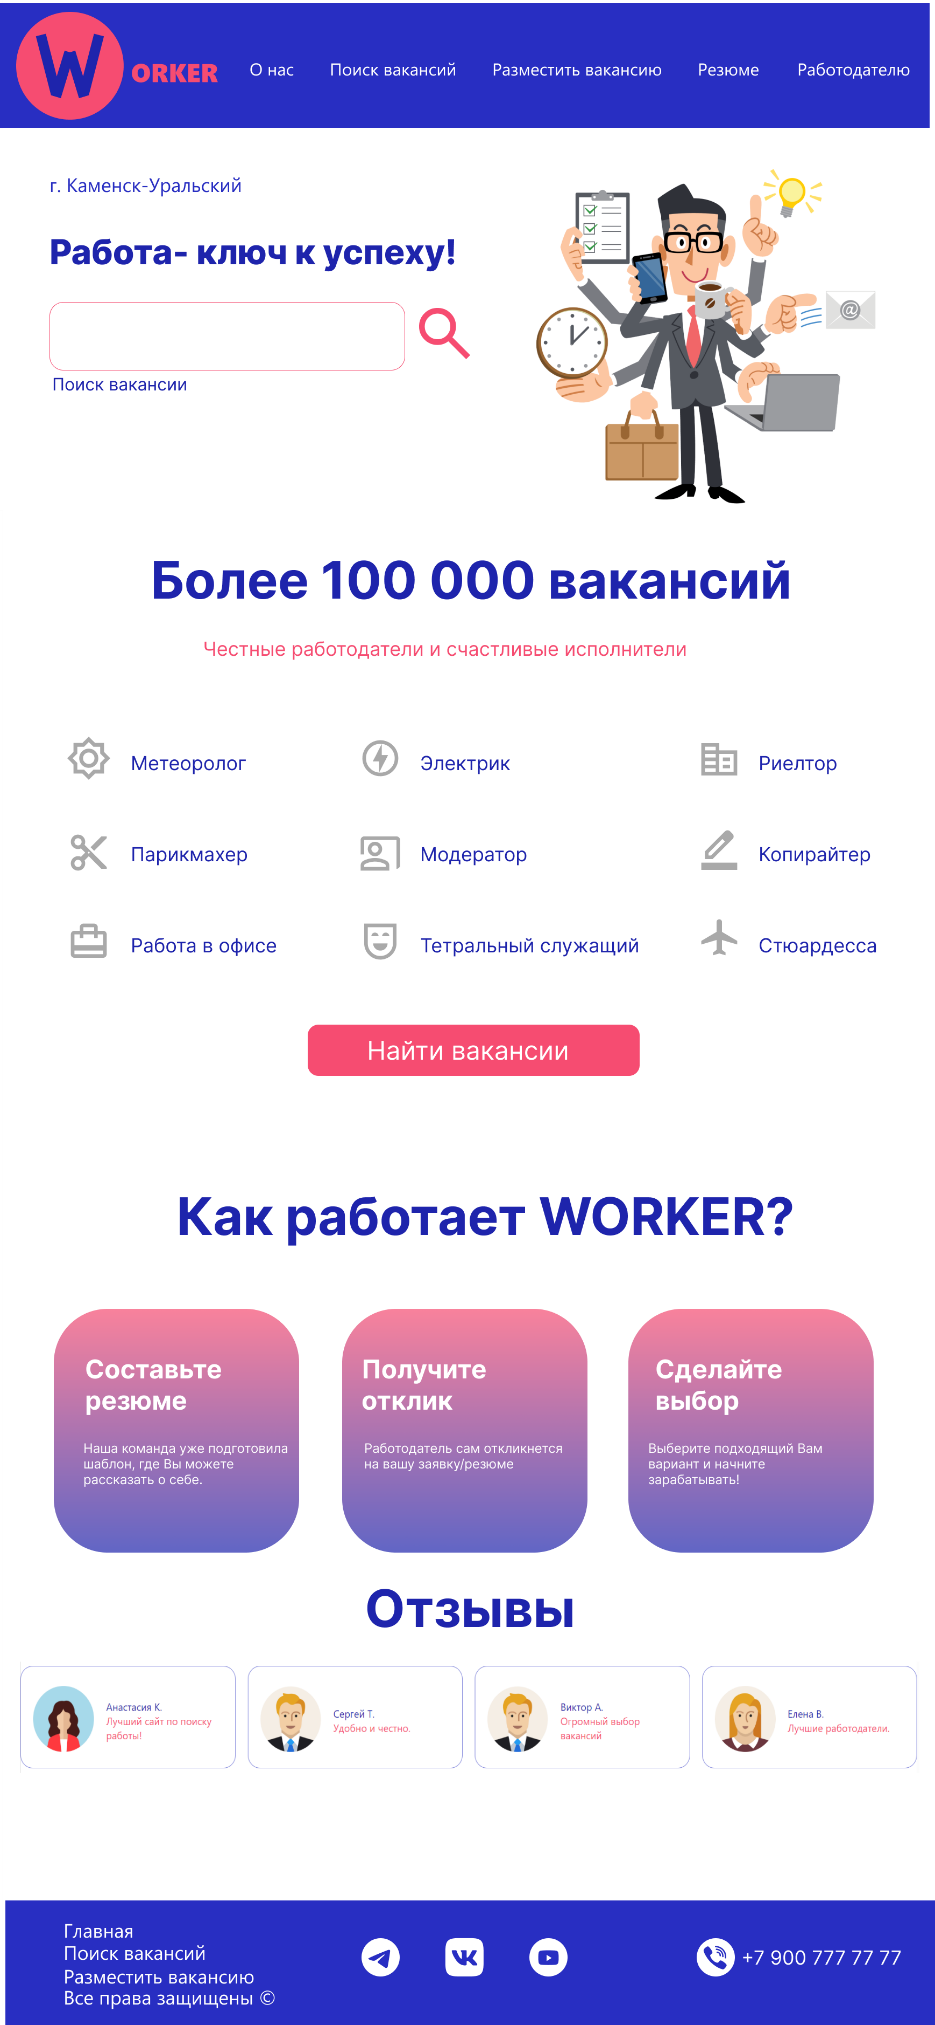 W ORKER
О нас Поиск вакансий Разместить вакансию Резюме Работодателю
г. Каменск-Уральский
Работа- ключ к успеху!
Поиск вакансии
@
Более 100 000 вакансий
Честные работодатели и счастливые исполнители
Метеоролог
Электрик
Риелтор
Парикмахер
Модератор
Копирайтер
Работа в офисе
Тетральный служащий
Стюардесса
Найти вакансии
Как работает WORKER?
Составьте
резюме
Наша команда уже подготовила
шаблон, где Вы можете
рассказать о себе.
Получите
отклик
Работодатель сам откликнется
на вашу заявку/резюме
Сделайте
выбор
Выберите подходящий Вам
вариант и начните
зарабатывать!
Отзывы
Анастасия К.
Лучший сайт по поиску
работы!
Сергей Т.
Удобно и честно.
Виктор А.
Огромный выбор
вакансий
Елена В.
Лучшие работодатели.
Главная
Поиск вакансий
Разместить вакансию
Все права защищены ©
+7 900 777 77 77